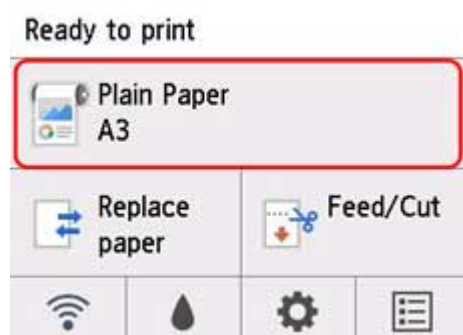 Ready to print
Plain Paper
A3
Replace
paper
Feed/Cut